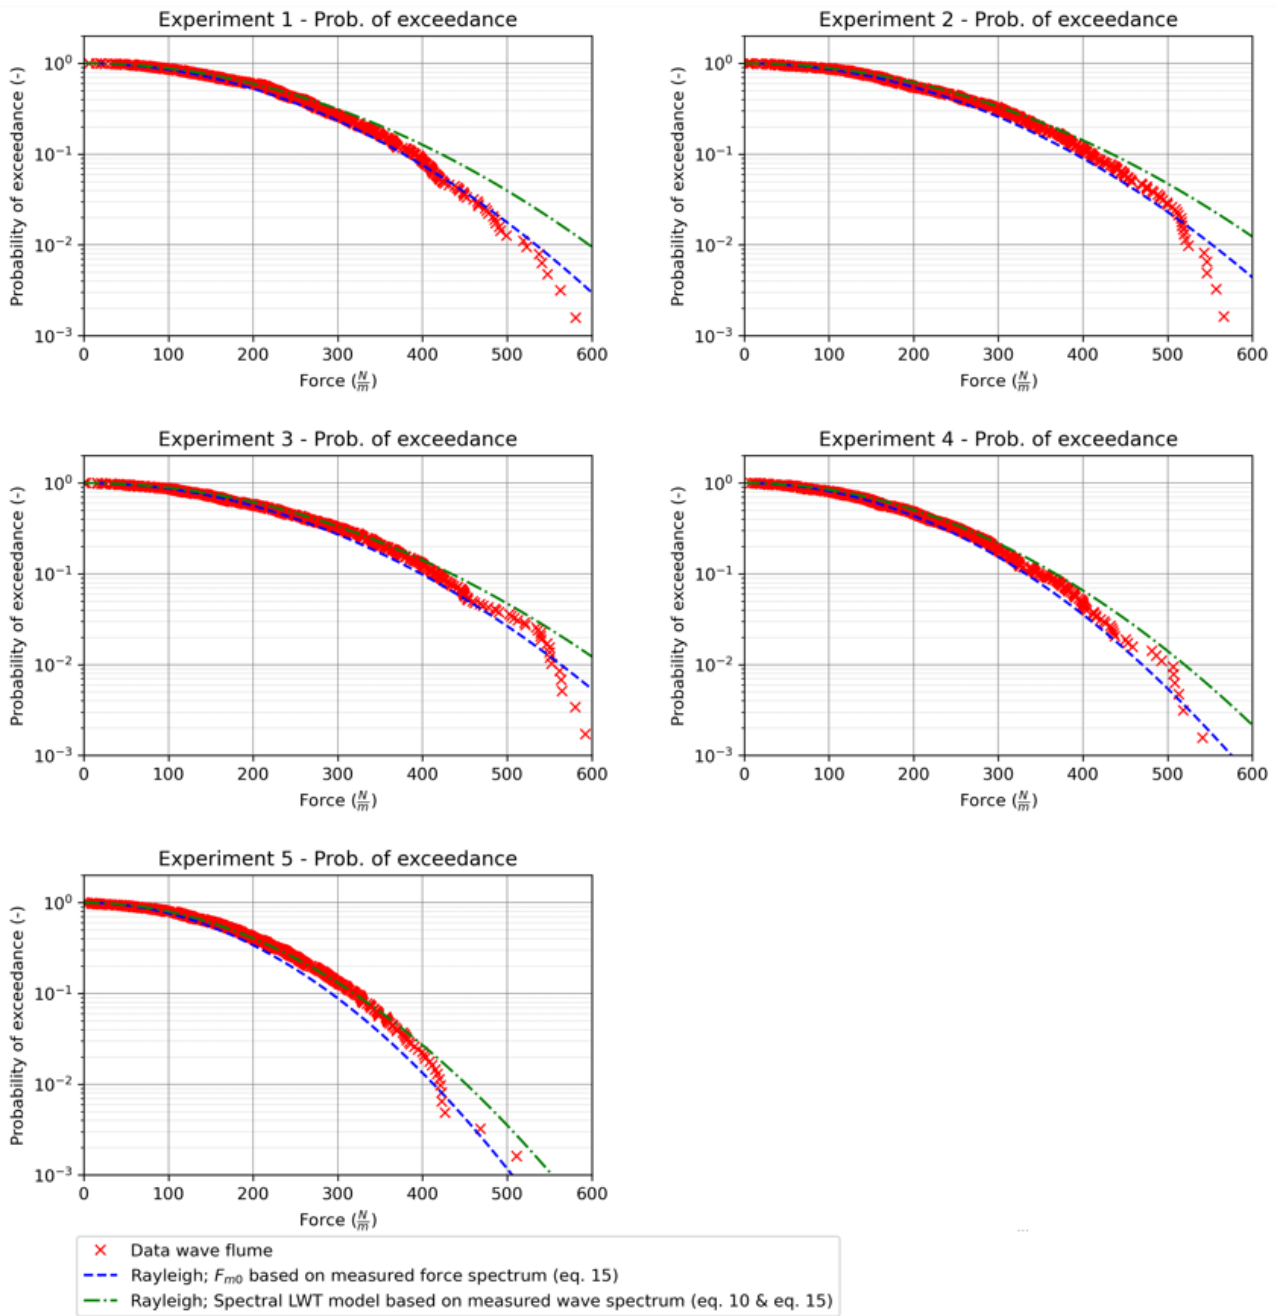 Experiment 1 - Prob. of exceedance
Probability of exceedance (-)
10^0
10^-1
10^-2
10^-3
0 100 200 300 400 500 600
Force (N/m)
Experiment 2 - Prob. of exceedance
Probability of exceedance (-)
10^0
10^-1
10^-2
10^-3
0 100 200 300 400 500 600
Force (N/m)
Experiment 3 - Prob. of exceedance
Probability of exceedance (-)
10^0
10^-1
10^-2
10^-3
0 100 200 300 400 500 600
Force (N/m)
Experiment 4 - Prob. of exceedance
Probability of exceedance (-)
10^0
10^-1
10^-2
10^-3
0 100 200 300 400 500 600
Force (N/m)
Experiment 5 - Prob. of exceedance
Probability of exceedance (-)
10^0
10^-1
10^-2
10^-3
0 100 200 300 400 500 600
Force (N/m)
...
Data wave flume
Rayleigh; F_m0 based on measured force spectrum (eq. 15)
Rayleigh; Spectral LWT model based on measured wave spectrum (eq. 10 & eq. 15)